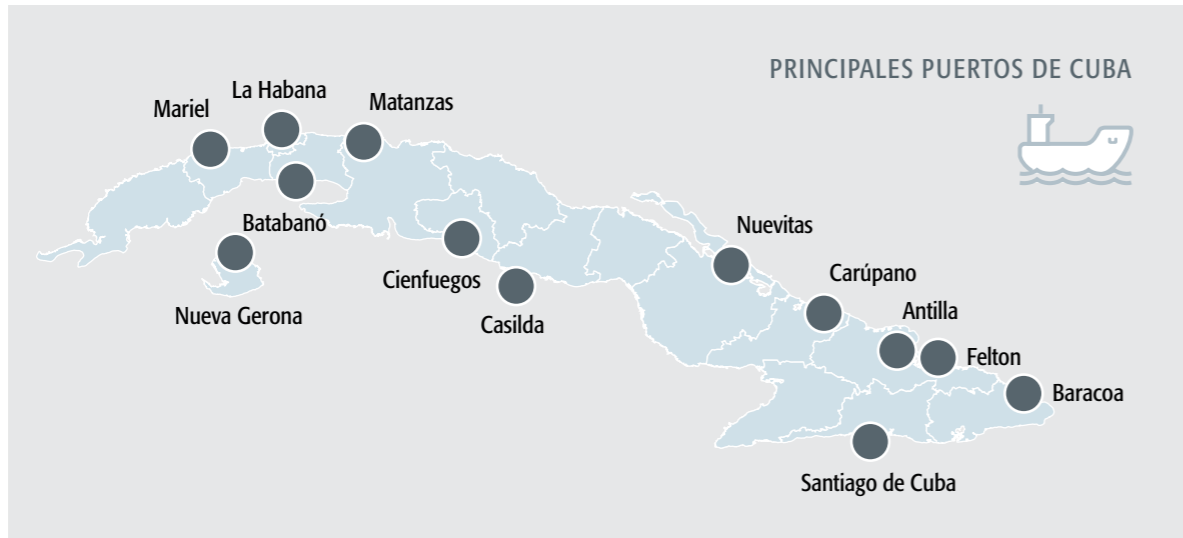 PRINCIPALES PUERTOS DE CUBA
La Habana
Mariel
Matanzas
Batabanó
Nueva Gerona
Cienfuegos
Casilda
Nuevitas
Carúpano
Antilla
Felton
Baracoa
Santiago de Cuba